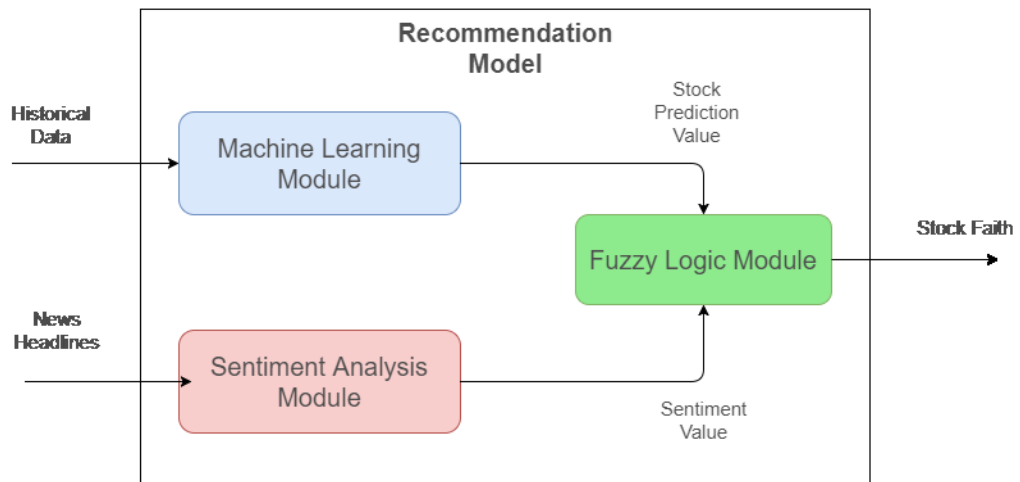 Recommendation
Model
Historical
Data
Machine Learning
Module
Stock
Prediction
Value
Fuzzy Logic Module
Stock Faith
News
Headlines
Sentiment Analysis
Module
Sentiment
Value